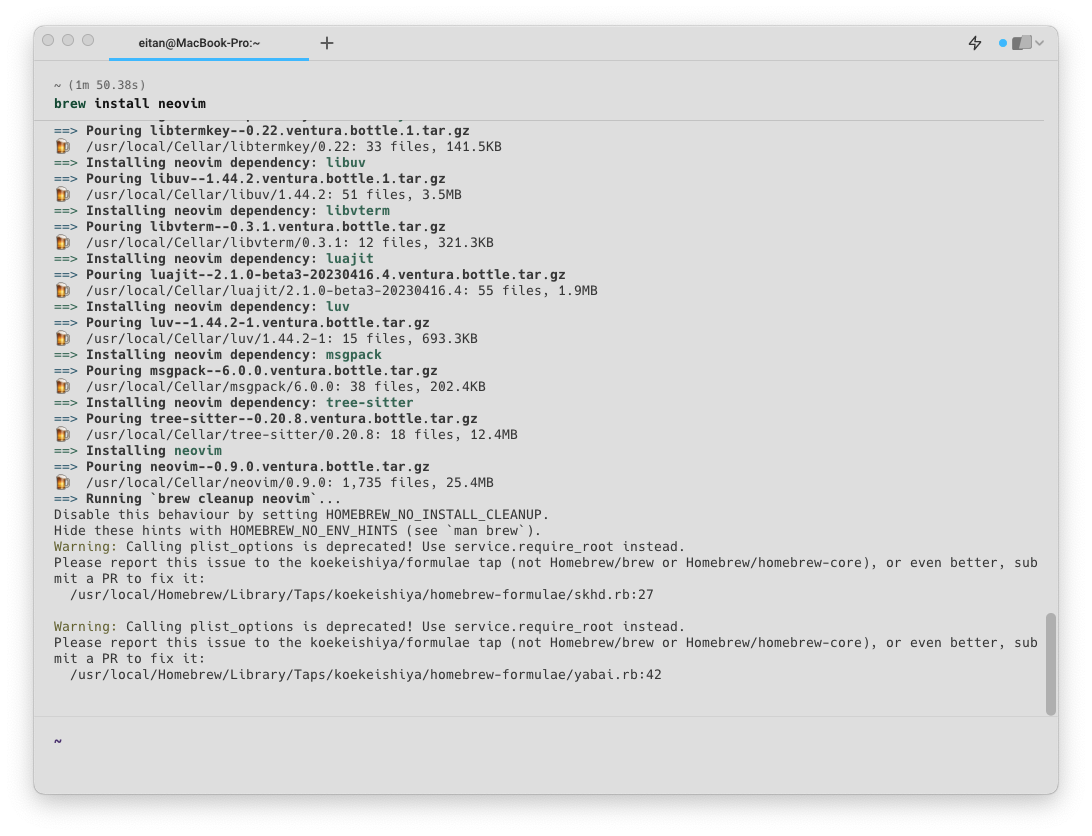 eitan@MacBook-Pro:~
~ (1m 50.38s)
brew install neovim
==> Pouring libtermkey--0.22.ventura.bottle.1.tar.gz
🍺  /usr/local/Cellar/libtermkey/0.22: 33 files, 141.5KB
==> Installing neovim dependency: libuv
==> Pouring libuv--1.44.2.ventura.bottle.1.tar.gz
🍺  /usr/local/Cellar/libuv/1.44.2: 51 files, 3.5MB
==> Installing neovim dependency: libvterm
==> Pouring libvterm--0.3.1.ventura.bottle.tar.gz
🍺  /usr/local/Cellar/libvterm/0.3.1: 12 files, 321.3KB
==> Installing neovim dependency: luajit
==> Pouring luajit--2.1.0-beta3-20230416.4.ventura.bottle.tar.gz
🍺  /usr/local/Cellar/luajit/2.1.0-beta3-20230416.4: 55 files, 1.9MB
==> Installing neovim dependency: luv
==> Pouring luv--1.44.2-1.ventura.bottle.tar.gz
🍺  /usr/local/Cellar/luv/1.44.2-1: 15 files, 693.3KB
==> Installing neovim dependency: msgpack
==> Pouring msgpack--6.0.0.ventura.bottle.tar.gz
🍺  /usr/local/Cellar/msgpack/6.0.0: 38 files, 202.4KB
==> Installing neovim dependency: tree-sitter
==> Pouring tree-sitter--0.20.8.ventura.bottle.tar.gz
🍺  /usr/local/Cellar/tree-sitter/0.20.8: 18 files, 12.4MB
==> Installing neovim
==> Pouring neovim--0.9.0.ventura.bottle.tar.gz
🍺  /usr/local/Cellar/neovim/0.9.0: 1,735 files, 25.4MB
==> Running `brew cleanup neovim`...
Disable this behaviour by setting HOMEBREW_NO_INSTALL_CLEANUP.
Hide these hints with HOMEBREW_NO_ENV_HINTS (see `man brew`).
Warning: Calling plist_options is deprecated! Use service.require_root instead.
Please report this issue to the koekeishiya/formulae tap (not Homebrew/brew or Homebrew/homebrew-core), or even better, sub
mit a PR to fix it:
  /usr/local/Homebrew/Library/Taps/koekeishiya/homebrew-formulae/skhd.rb:27
Warning: Calling plist_options is deprecated! Use service.require_root instead.
Please report this issue to the koekeishiya/formulae tap (not Homebrew/brew or Homebrew/homebrew-core), or even better, sub
mit a PR to fix it:
  /usr/local/Homebrew/Library/Taps/koekeishiya/homebrew-formulae/yabai.rb:42
~